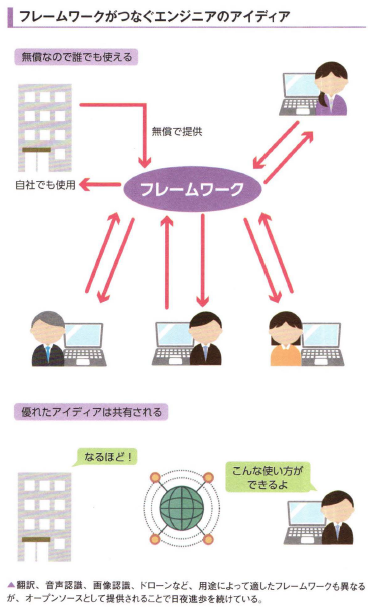 フレームワークがつなぐエンジニアのアイディア
無償なので誰でも使える
無償で提供
自社でも使用
フレームワーク
優れたアイディアは共有される
なるほど！
こんな使い方が
できるよ
▲翻訳、音声認識、画像認識、ドローンなど、用途によって適したフレームワークも異なる
が、オープンソースとして提供されることで日夜進歩を続けている。